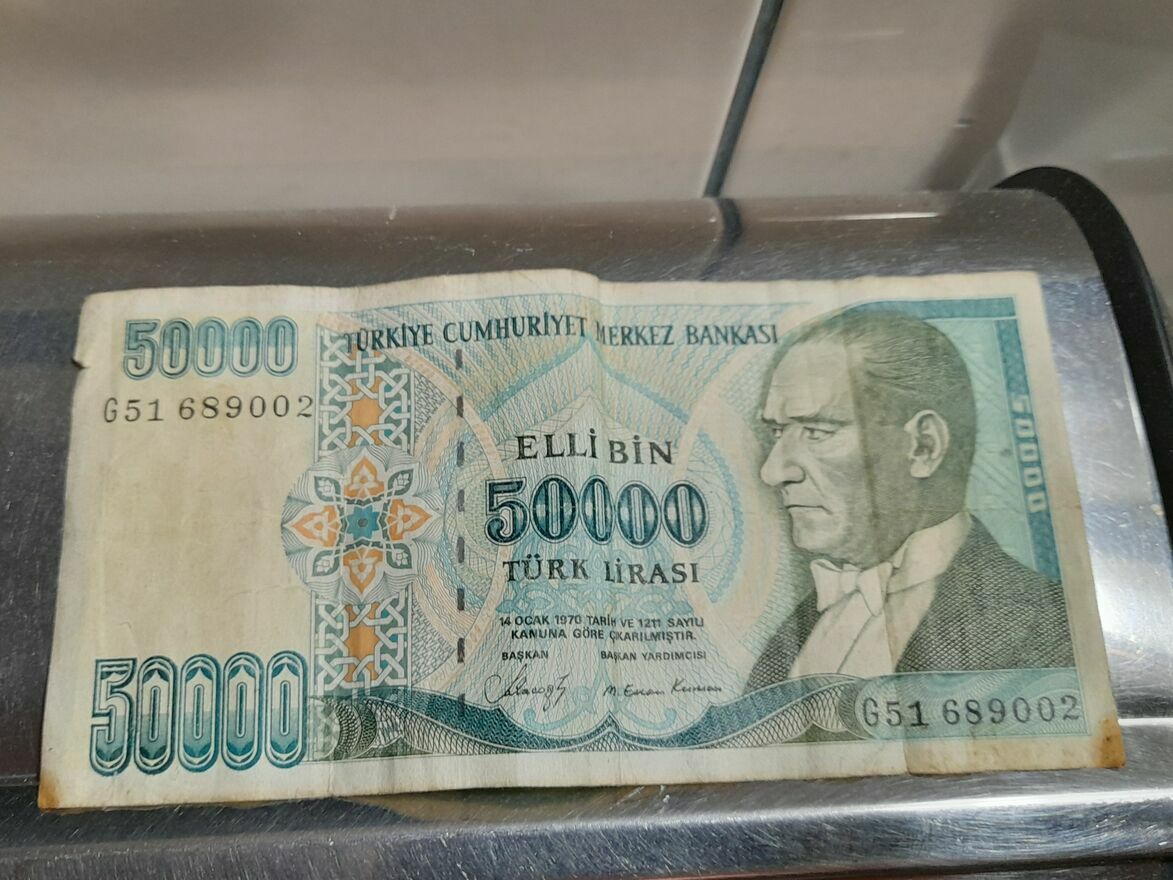 50000
TÜRKİYE CUMHURİYET MERKEZ BANKASI
G51 689002
ELLİ BİN
50000
TÜRK LİRASI
50000
14 OCAK 1970 TARİH VE 1211 SAYILI
KANUNA GÖRE ÇIKARILMIŞTIR.
BAŞKAN BAŞKAN YARDIMCISI
50000
G51 689002